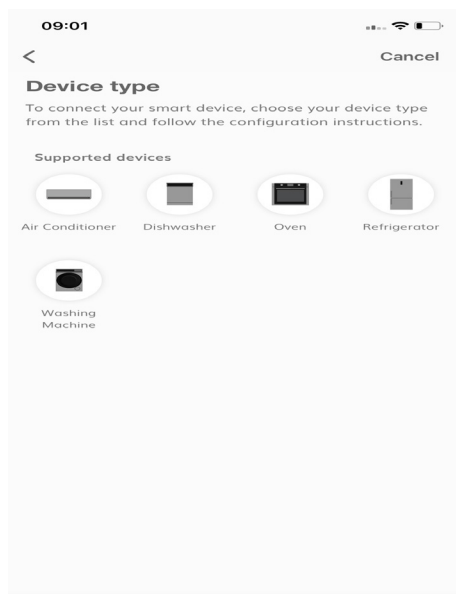 09:01
Cancel
Device type
To connect your smart device, choose your device type
from the list and follow the configuration instructions.
Supported devices
Air Conditioner
Dishwasher
Oven
Refrigerator
Washing
Machine